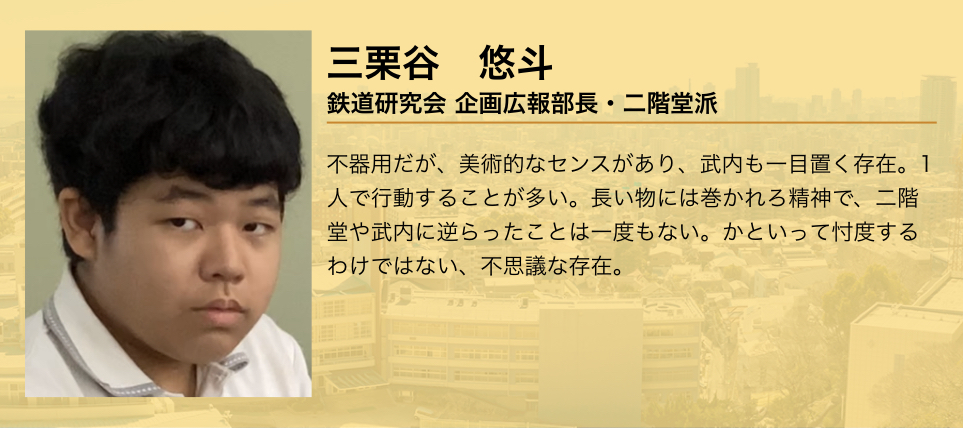 三栗谷　悠斗
鉄道研究会 企画広報部長・二階堂派
不器用だが、美術的なセンスがあり、武内も一目置く存在。1
人で行動することが多い。長い物には巻かれろ精神で、二階
堂や武内に逆らったことは一度もない。かといって忖度する
わけではない、不思議な存在。